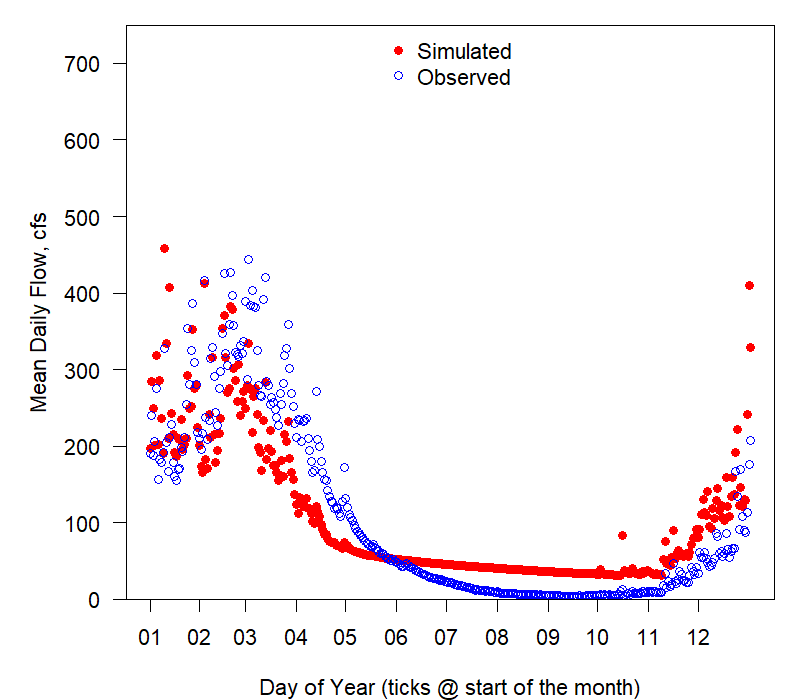 Simulated
Observed
Mean Daily Flow, cfs
700
600
500
400
300
200
100
0
01 02 03 04 05 06 07 08 09 10 11 12
Day of Year (ticks @ start of the month)